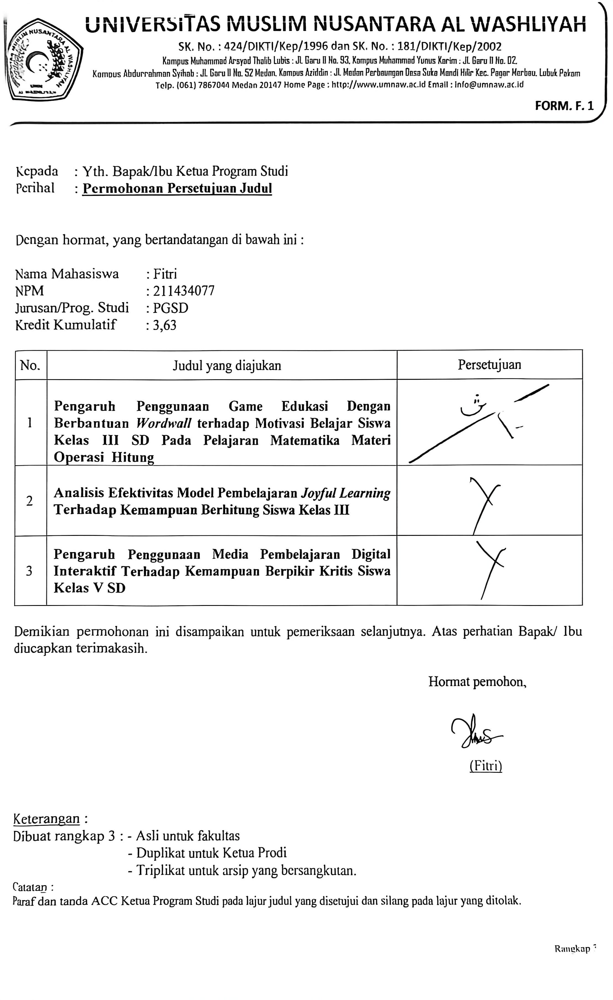 UNIVERSITAS MUSLIM NUSANTARA AL WASHLIYAH
SK. No. : 424/DIKTI/Kep/1996 dan SK. No. : 181/DIKTI/Kep/2002
Kampus Muhammad Arsyad Thalib Lubis : Jl. Garu II No. 93, Kampus Muhammad Yunus Karim : Jl. Garu II No. 02,
Kampus Abdurrahman Syihab : Jl. Garu II No. 52 Medan, Kampus Aziddin : Jl. Medan Perbaungan Desa Suka Mandi Hilir Kec. Pagar Merbau, Lubuk Pakam
Telp. (061) 7867044 Medan 20147 Home Page : http://www.umnaw.ac.id Email : info@umnaw.ac.id
FORM. F. 1
Kepada : Yth. Bapak/Ibu Ketua Program Studi
Perihal : Permohonan Persetujuan Judul
Dengan hormat, yang bertandatangan di bawah ini :
Nama Mahasiswa : Fitri
NPM : 211434077
Jurusan/Prog. Studi : PGSD
Kredit Kumulatif : 3,63
No. Judul yang diajukan Persetujuan
1 Pengaruh Penggunaan Game Edukasi Dengan
Berbantuan Wordwall terhadap Motivasi Belajar Siswa
Kelas III SD Pada Pelajaran Matematika Materi
Operasi Hitung
2 Analisis Efektivitas Model Pembelajaran Joyful Learning
Terhadap Kemampuan Berhitung Siswa Kelas III
3 Pengaruh Penggunaan Media Pembelajaran Digital
Interaktif Terhadap Kemampuan Berpikir Kritis Siswa
Kelas V SD
Demikian permohonan ini disampaikan untuk pemeriksaan selanjutnya. Atas perhatian Bapak/ Ibu
diucapkan terimakasih.
Hormat pemohon,
(Fitri)
Keterangan :
Dibuat rangkap 3 : - Asli untuk fakultas
- Duplikat untuk Ketua Prodi
- Triplikat untuk arsip yang bersangkutan.
Catatan :
Paraf dan tanda ACC Ketua Program Studi pada lajur judul yang disetujui dan silang pada lajur yang ditolak.
Rangkap